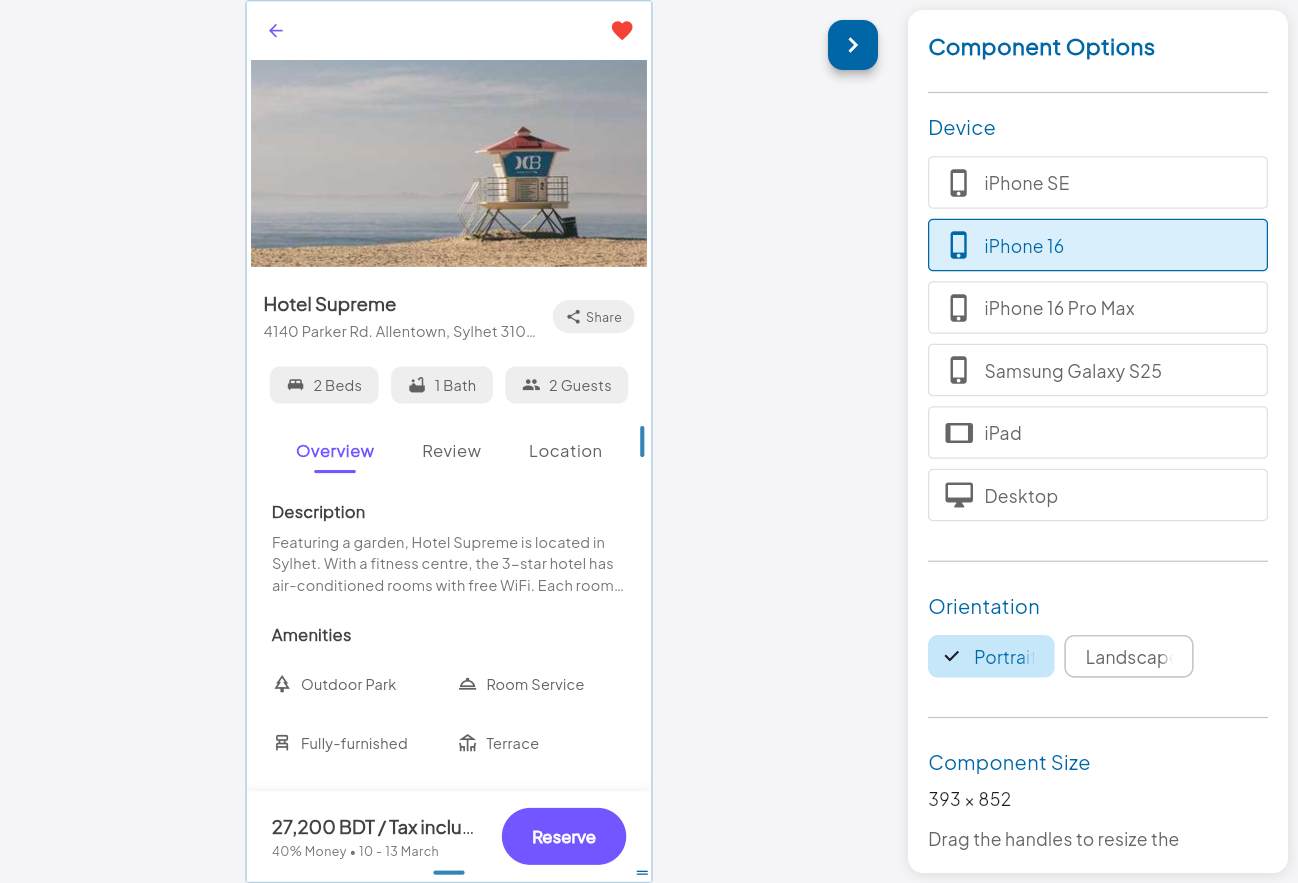 Hotel Supreme
4140 Parker Rd. Allentown, Sylhet 310...
Share
2 Beds
1 Bath
2 Guests
Overview
Review
Location
Description
Featuring a garden, Hotel Supreme is located in
Sylhet. With a fitness centre, the 3-star hotel has
air-conditioned rooms with free WiFi. Each room...
Amenities
Outdoor Park
Room Service
Fully-furnished
Terrace
27,200 BDT / Tax inclu...
40% Money • 10 - 13 March
Reserve
Component Options
Device
iPhone SE
iPhone 16
iPhone 16 Pro Max
Samsung Galaxy S25
iPad
Desktop
Orientation
Portrait
Landscape
Component Size
393 × 852
Drag the handles to resize the